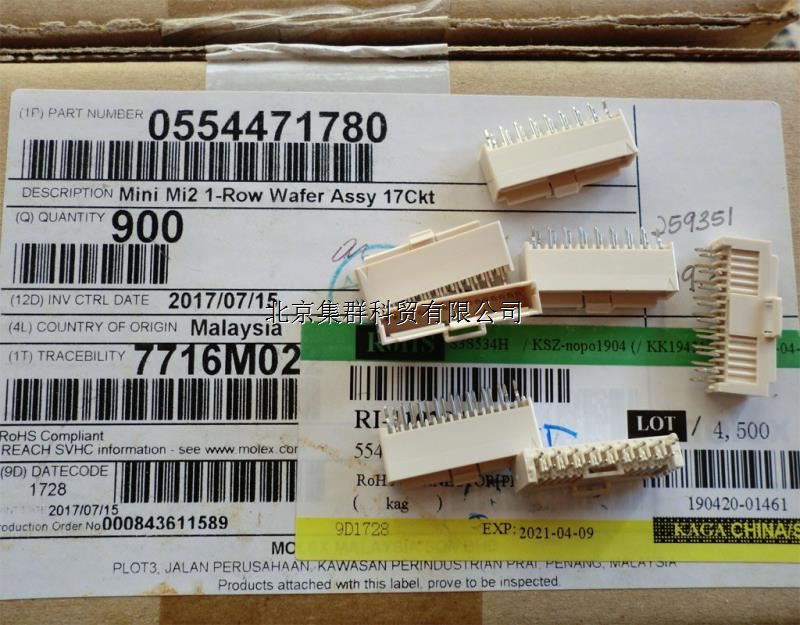 (1P) PART NUMBER 0554471780
DESCRIPTION Mini Mi2 1-Row Wafer Assy 17Ckt
(Q) QUANTITY 900
259351
(12D) INV CTRL DATE 2017/07/15
北京集群科贸有限公司
(4L) COUNTRY OF ORIGIN Malaysia
(1T) TRACEBILITY 7716M02
RoHS 838534H / KSZ-nopo1904 (/
RoHS Compliant
REACH SVHC information - see www.molex
LOT / 4,500
554
(9D) DATECODE
1728
RoH
( kag )
190420-01461
2017/07/15
roduction Order No 000843611589
9D1728 EXP: 2021-04-09 KAGA CHINA/S
PLOT3, JALAN PERUSAHAAN, KAWASAN PERINDUSTRIAN PRAI, PENANG, MALAYSIA
Products attached with this label, prove to be inspected.